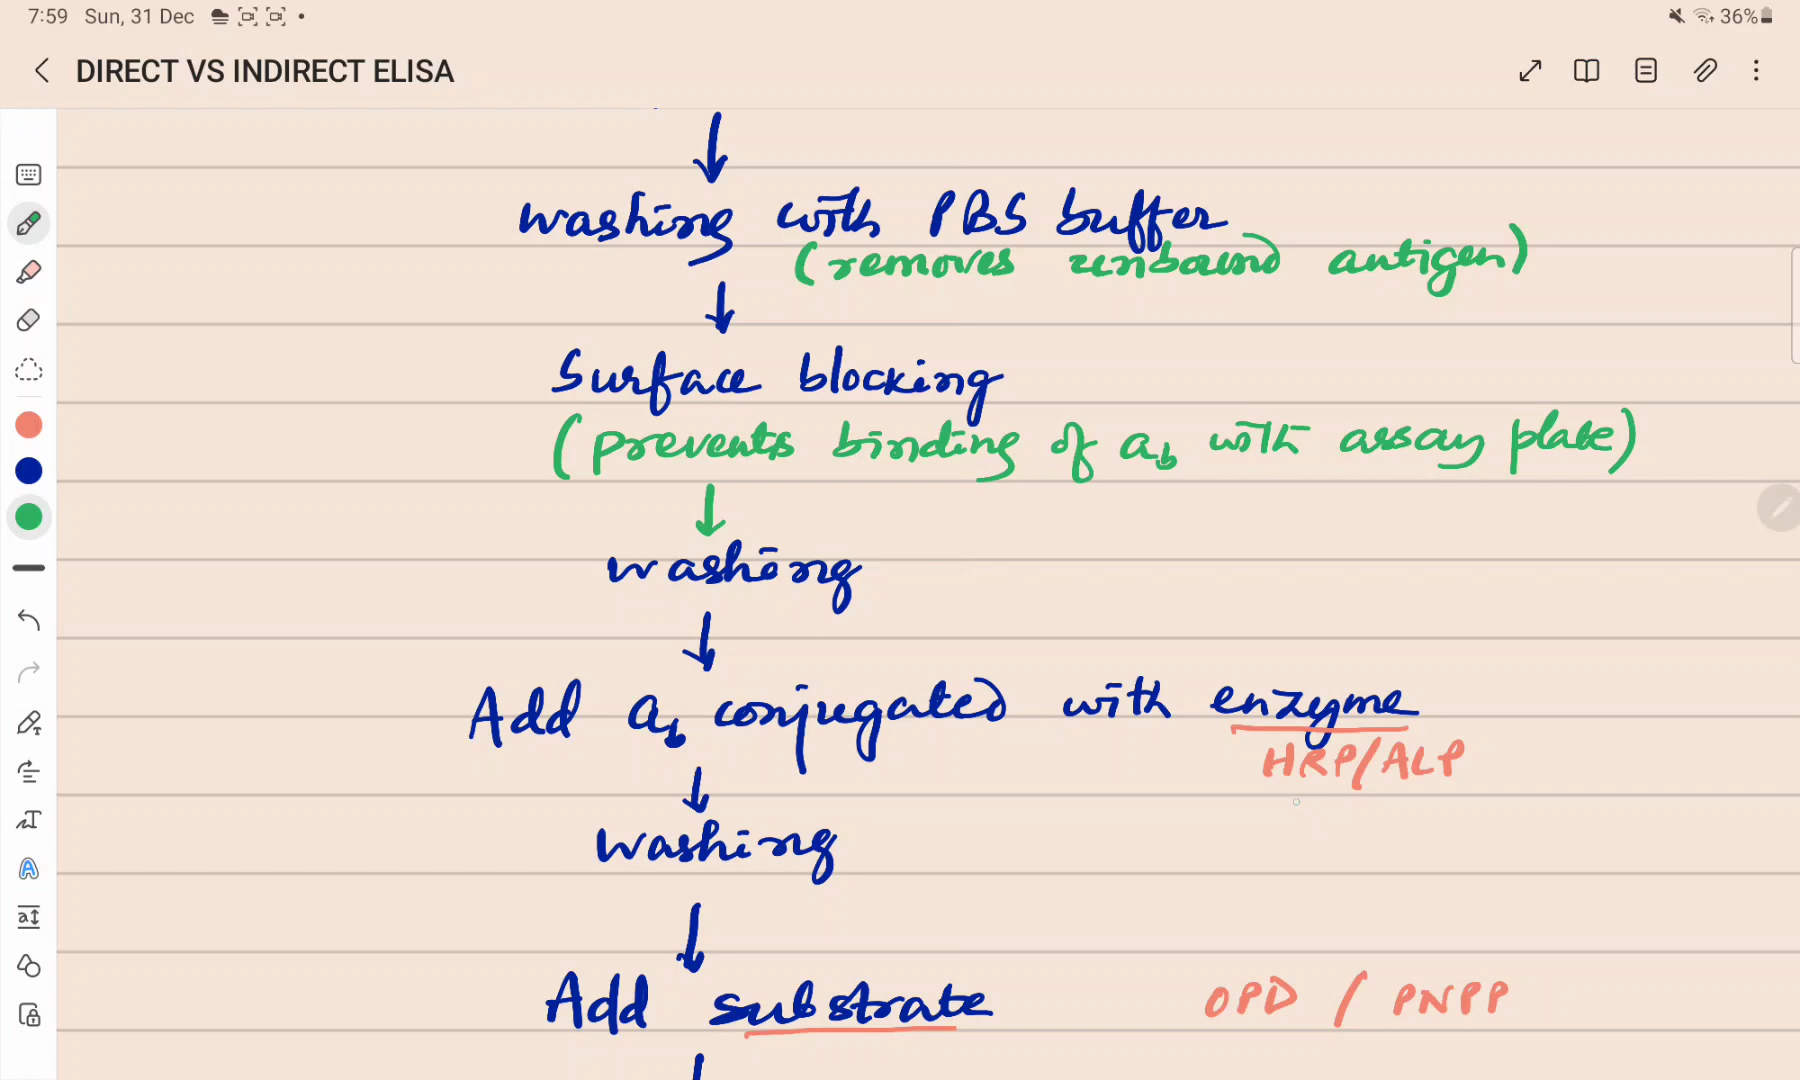 7:59 Sun, 31 Dec
36%
DIRECT VS INDIRECT ELISA
washing with PBS buffer
(removes unbound antigen)
Surface blocking
(prevents binding of ab with assay plate)
washing
Add ab conjugated with enzyme
HRP/ALP
washing
Add substrate OPD / PNPP